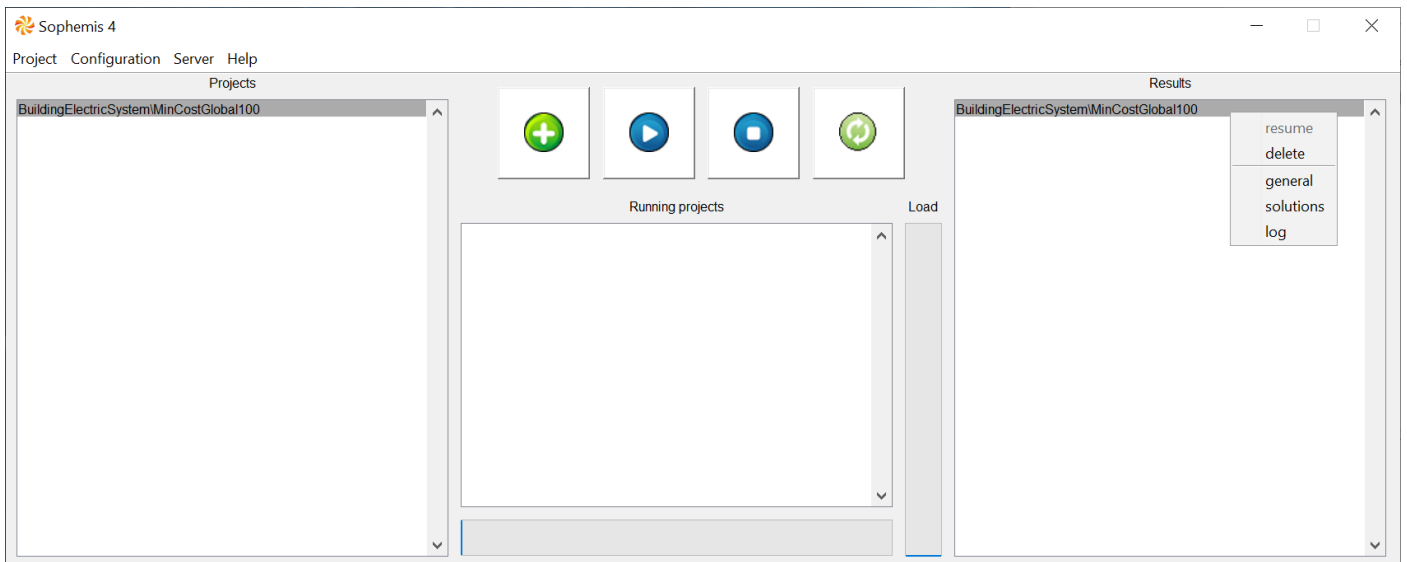 Sophemis 4
Project Configuration Server Help
Projects
BuildingElectricSystem\MinCostGlobal100
Running projects
Load
Results
BuildingElectricSystem\MinCostGlobal100
resume
delete
general
solutions
log